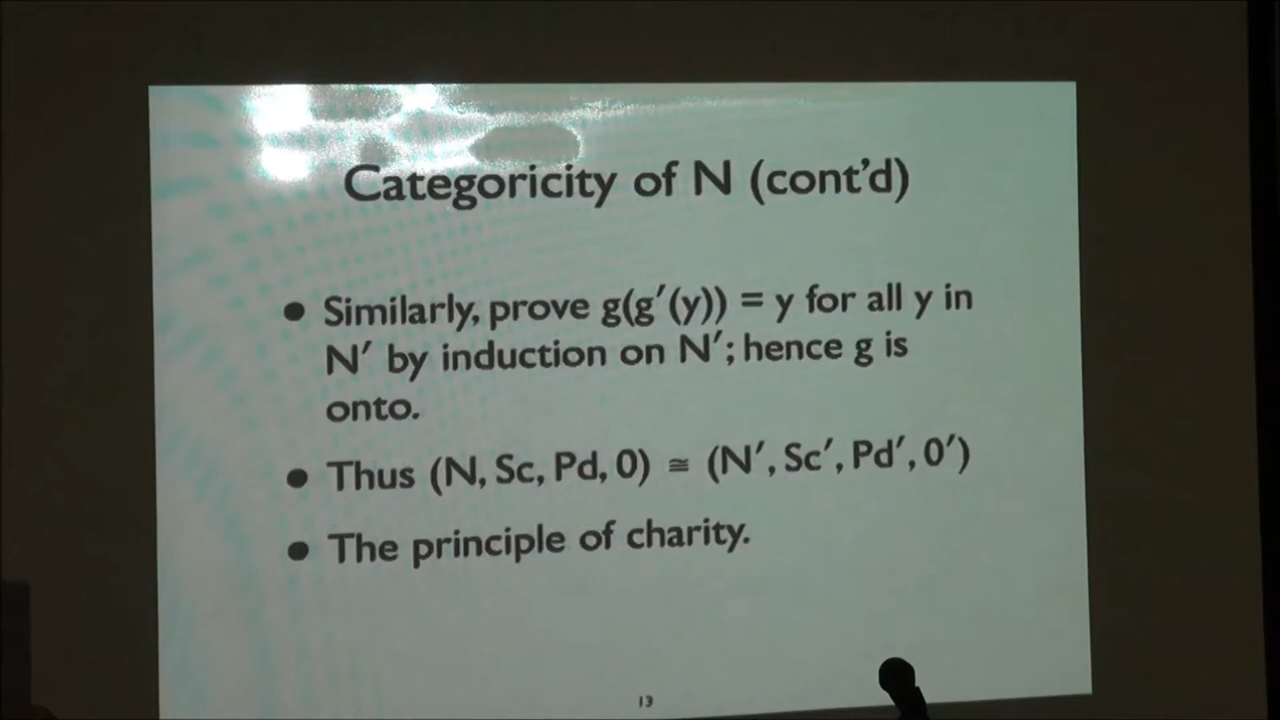 Categoricity of N (cont’d)
• Similarly, prove g(g′(y)) = y for all y in
N′ by induction on N′; hence g is
onto.
• Thus (N, Sc, Pd, 0) ≅ (N′, Sc′, Pd′, 0′)
• The principle of charity.
13